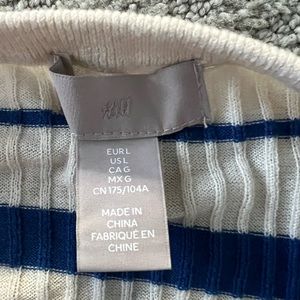 H&M
EUR L
US L
CA G
MX G
CN 175/104A
MADE IN
CHINA
FABRIQUÉ EN
CHINE